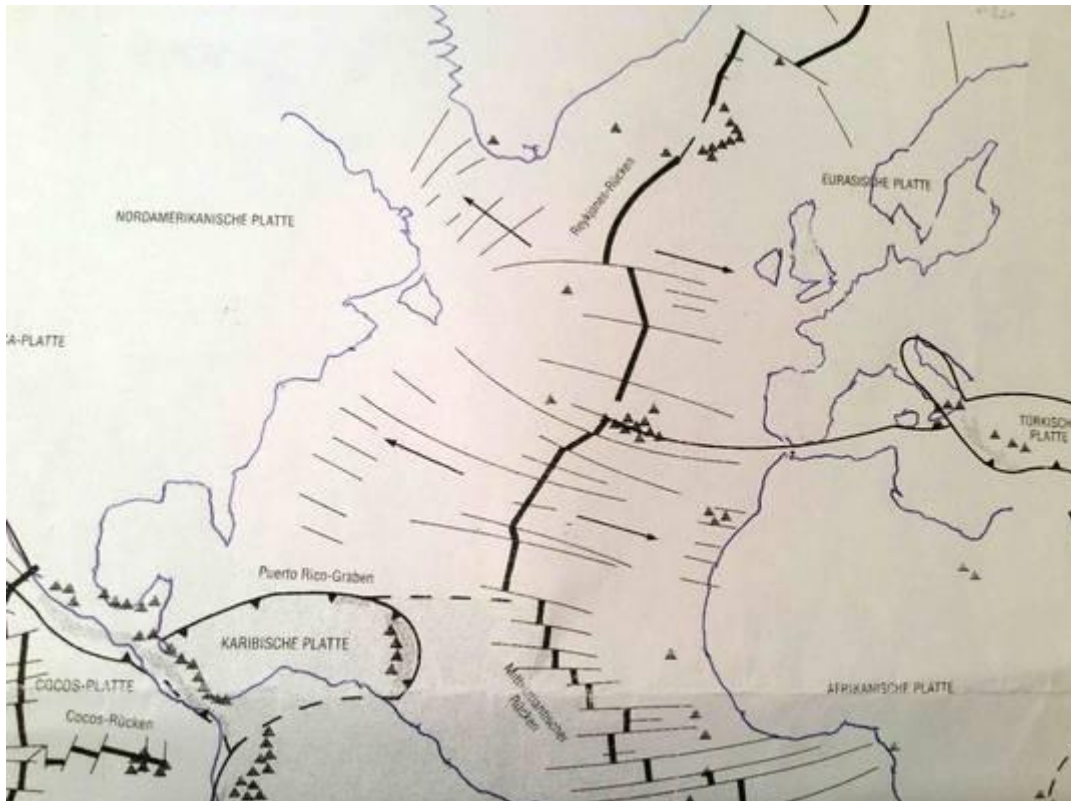 EURASISCHE PLATTE
Reykjanes-Rücken
NORDAMERIKANISCHE PLATTE
CA-PLATTE
TÜRKISCHE
PLATTE
Puerto Rico-Graben
KARIBISCHE PLATTE
COCOS-PLATTE
Cocos-Rücken
Mittelatlantischer
Rücken
AFRIKANISCHE PLATTE